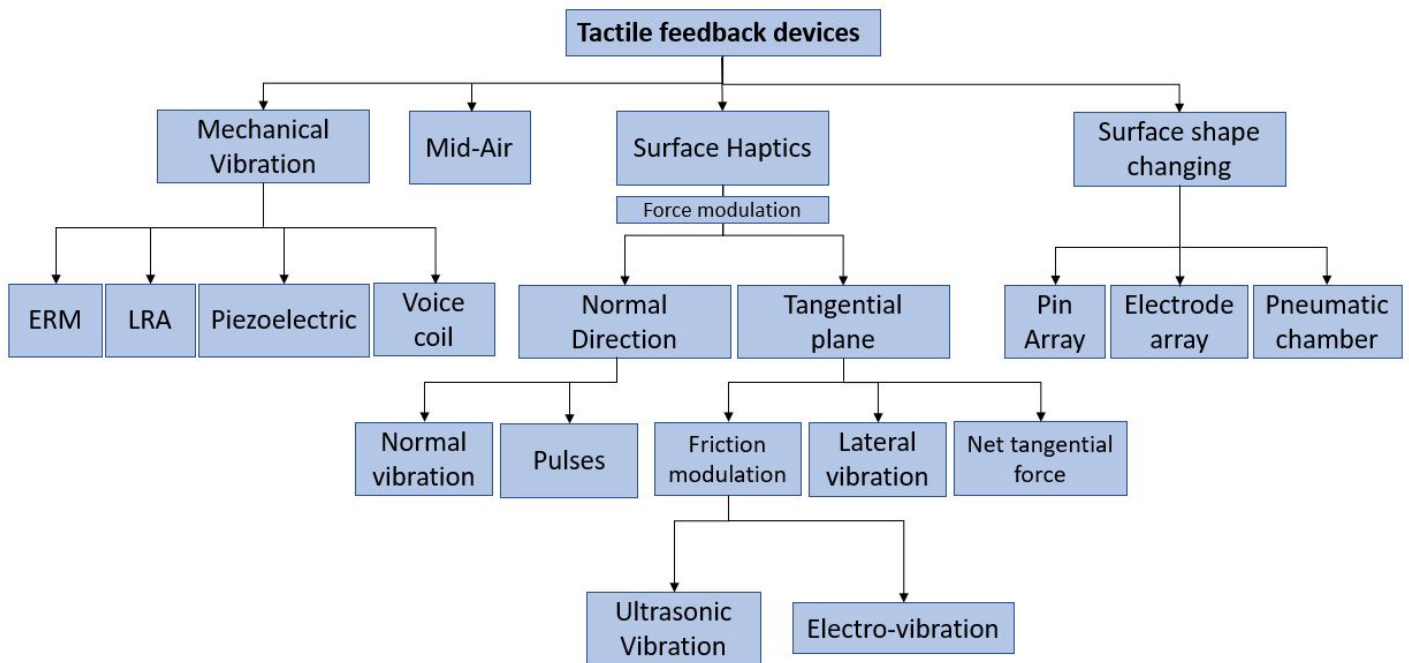 Tactile feedback devices
Mechanical
Vibration
Mid-Air
Surface Haptics
Surface shape
changing
Force modulation
ERM
LRA
Piezoelectric
Voice
coil
Normal
Direction
Tangential
plane
Pin
Array
Electrode
array
Pneumatic
chamber
Normal
vibration
Pulses
Friction
modulation
Lateral
vibration
Net tangential
force
Ultrasonic
Vibration
Electro-vibration